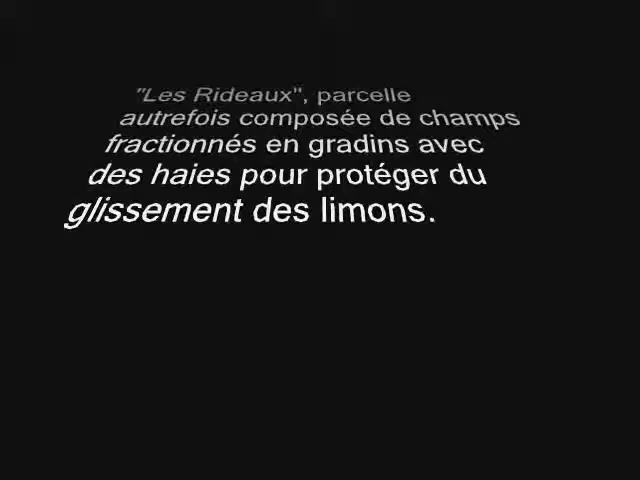 "Les Rideaux", parcelle
autrefois composée de champs
fractionnés en gradins avec
des haies pour protéger du
glissement des limons.